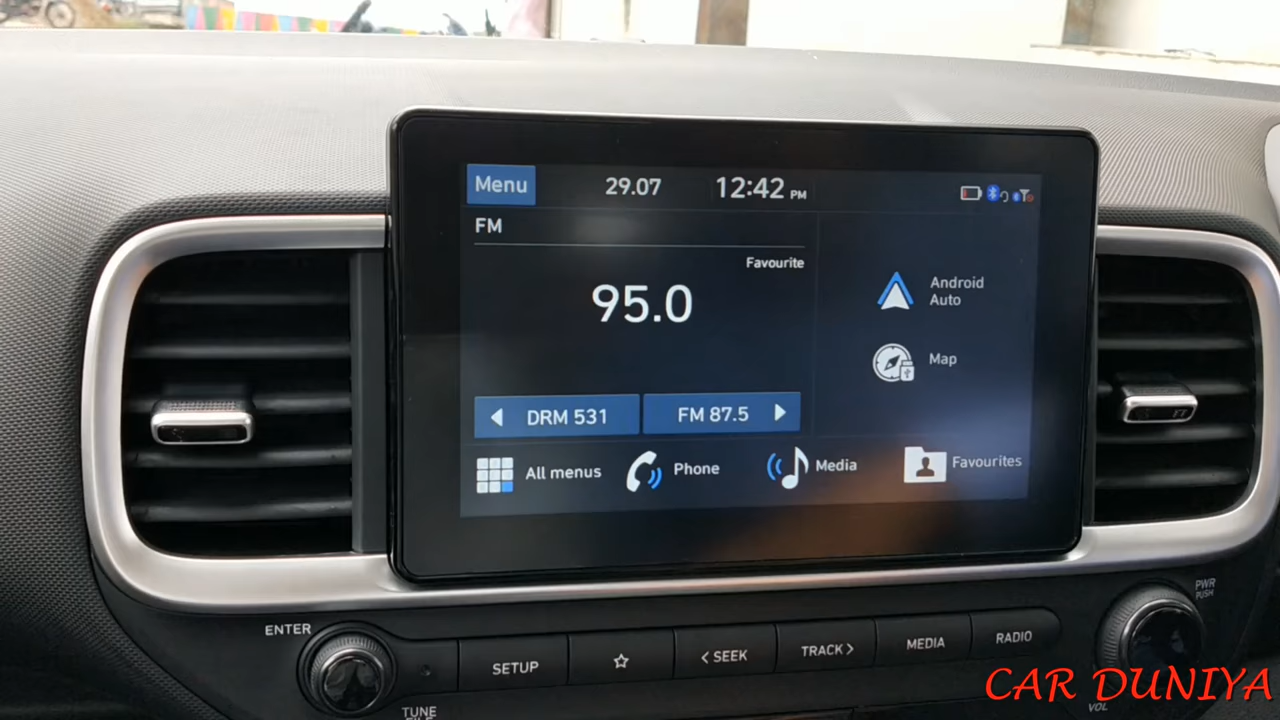 Menu 29.07 12:42 PM
FM
Favourite
95.0
Android
Auto
Map
DRM 531 FM 87.5
All menus Phone Media Favourites
ENTER
SETUP
< SEEK
TRACK >
MEDIA
RADIO
PWR
PUSH
TUNE
FILE
VOL
CAR DUNIYA